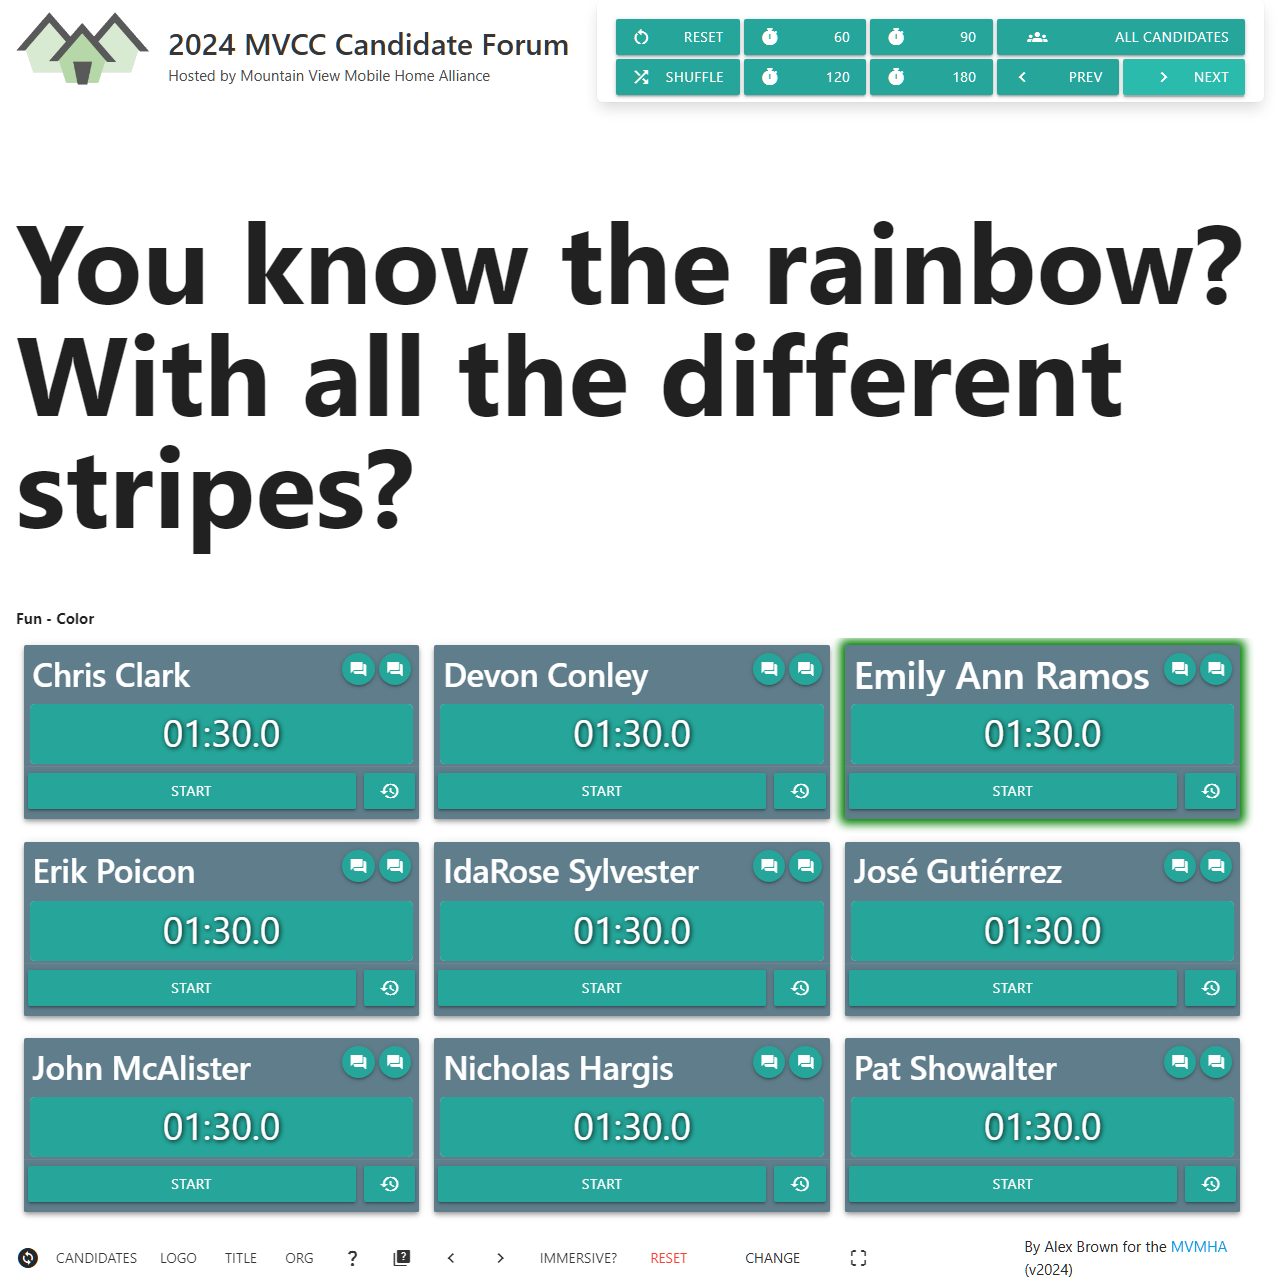 2024 MVCC Candidate Forum
Hosted by Mountain View Mobile Home Alliance
RESET 60 90 ALL CANDIDATES
SHUFFLE 120 180 PREV NEXT
You know the rainbow?
With all the different
stripes?
Fun - Color
Chris Clark
01:30.0
START
Devon Conley
01:30.0
START
Emily Ann Ramos
01:30.0
START
Erik Poicon
01:30.0
START
IdaRose Sylvester
01:30.0
START
José Gutiérrez
01:30.0
START
John McAlister
01:30.0
START
Nicholas Hargis
01:30.0
START
Pat Showalter
01:30.0
START
CANDIDATES LOGO TITLE ORG ? IMMERSIVE? RESET CHANGE
By Alex Brown for the MVMHA
(v2024)